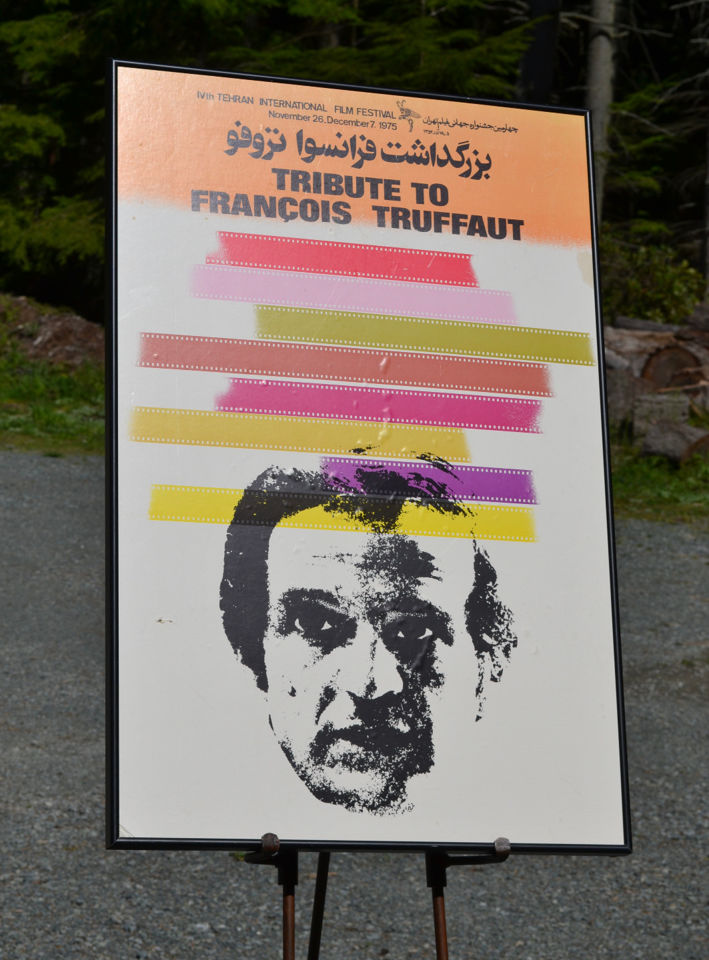 IVth TEHRAN INTERNATIONAL FILM FESTIVAL
November 26. December 7. 1975
چهارمین جشنواره جهانی فیلم تهران
بزرگداشت فرانسوا تروفو
TRIBUTE TO
FRANÇOIS TRUFFAUT